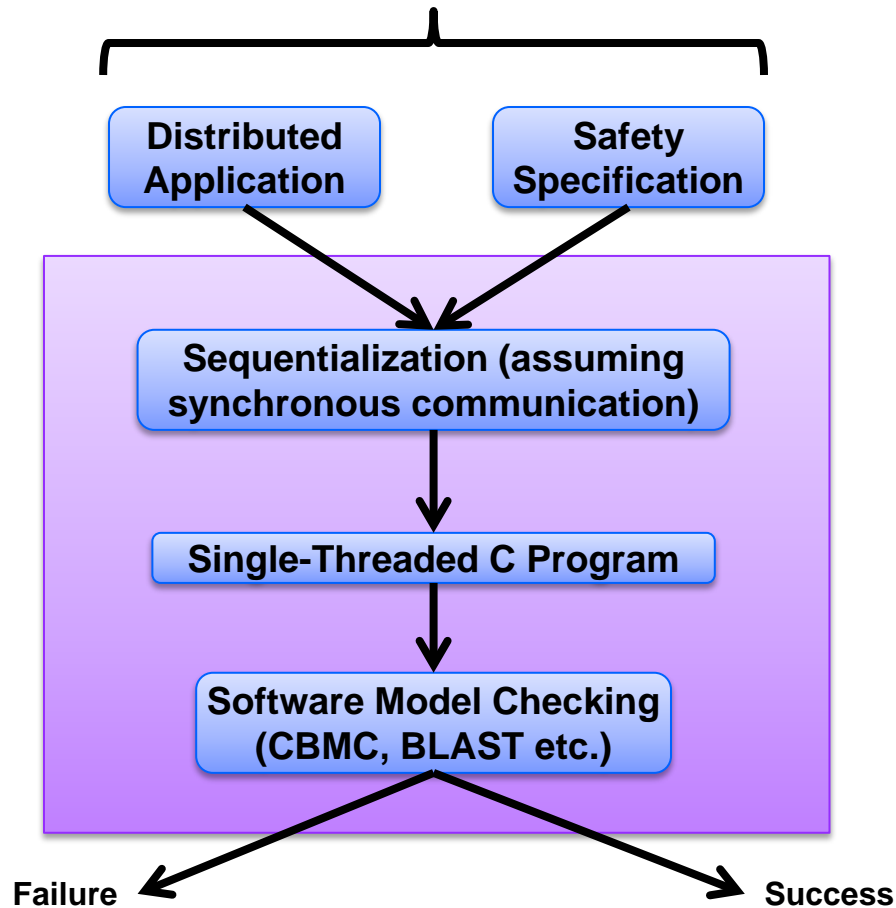 Distributed
Application
Safety
Specification
Sequentialization (assuming
synchronous communication)
Single-Threaded C Program
Software Model Checking
(CBMC, BLAST etc.)
Failure
Success